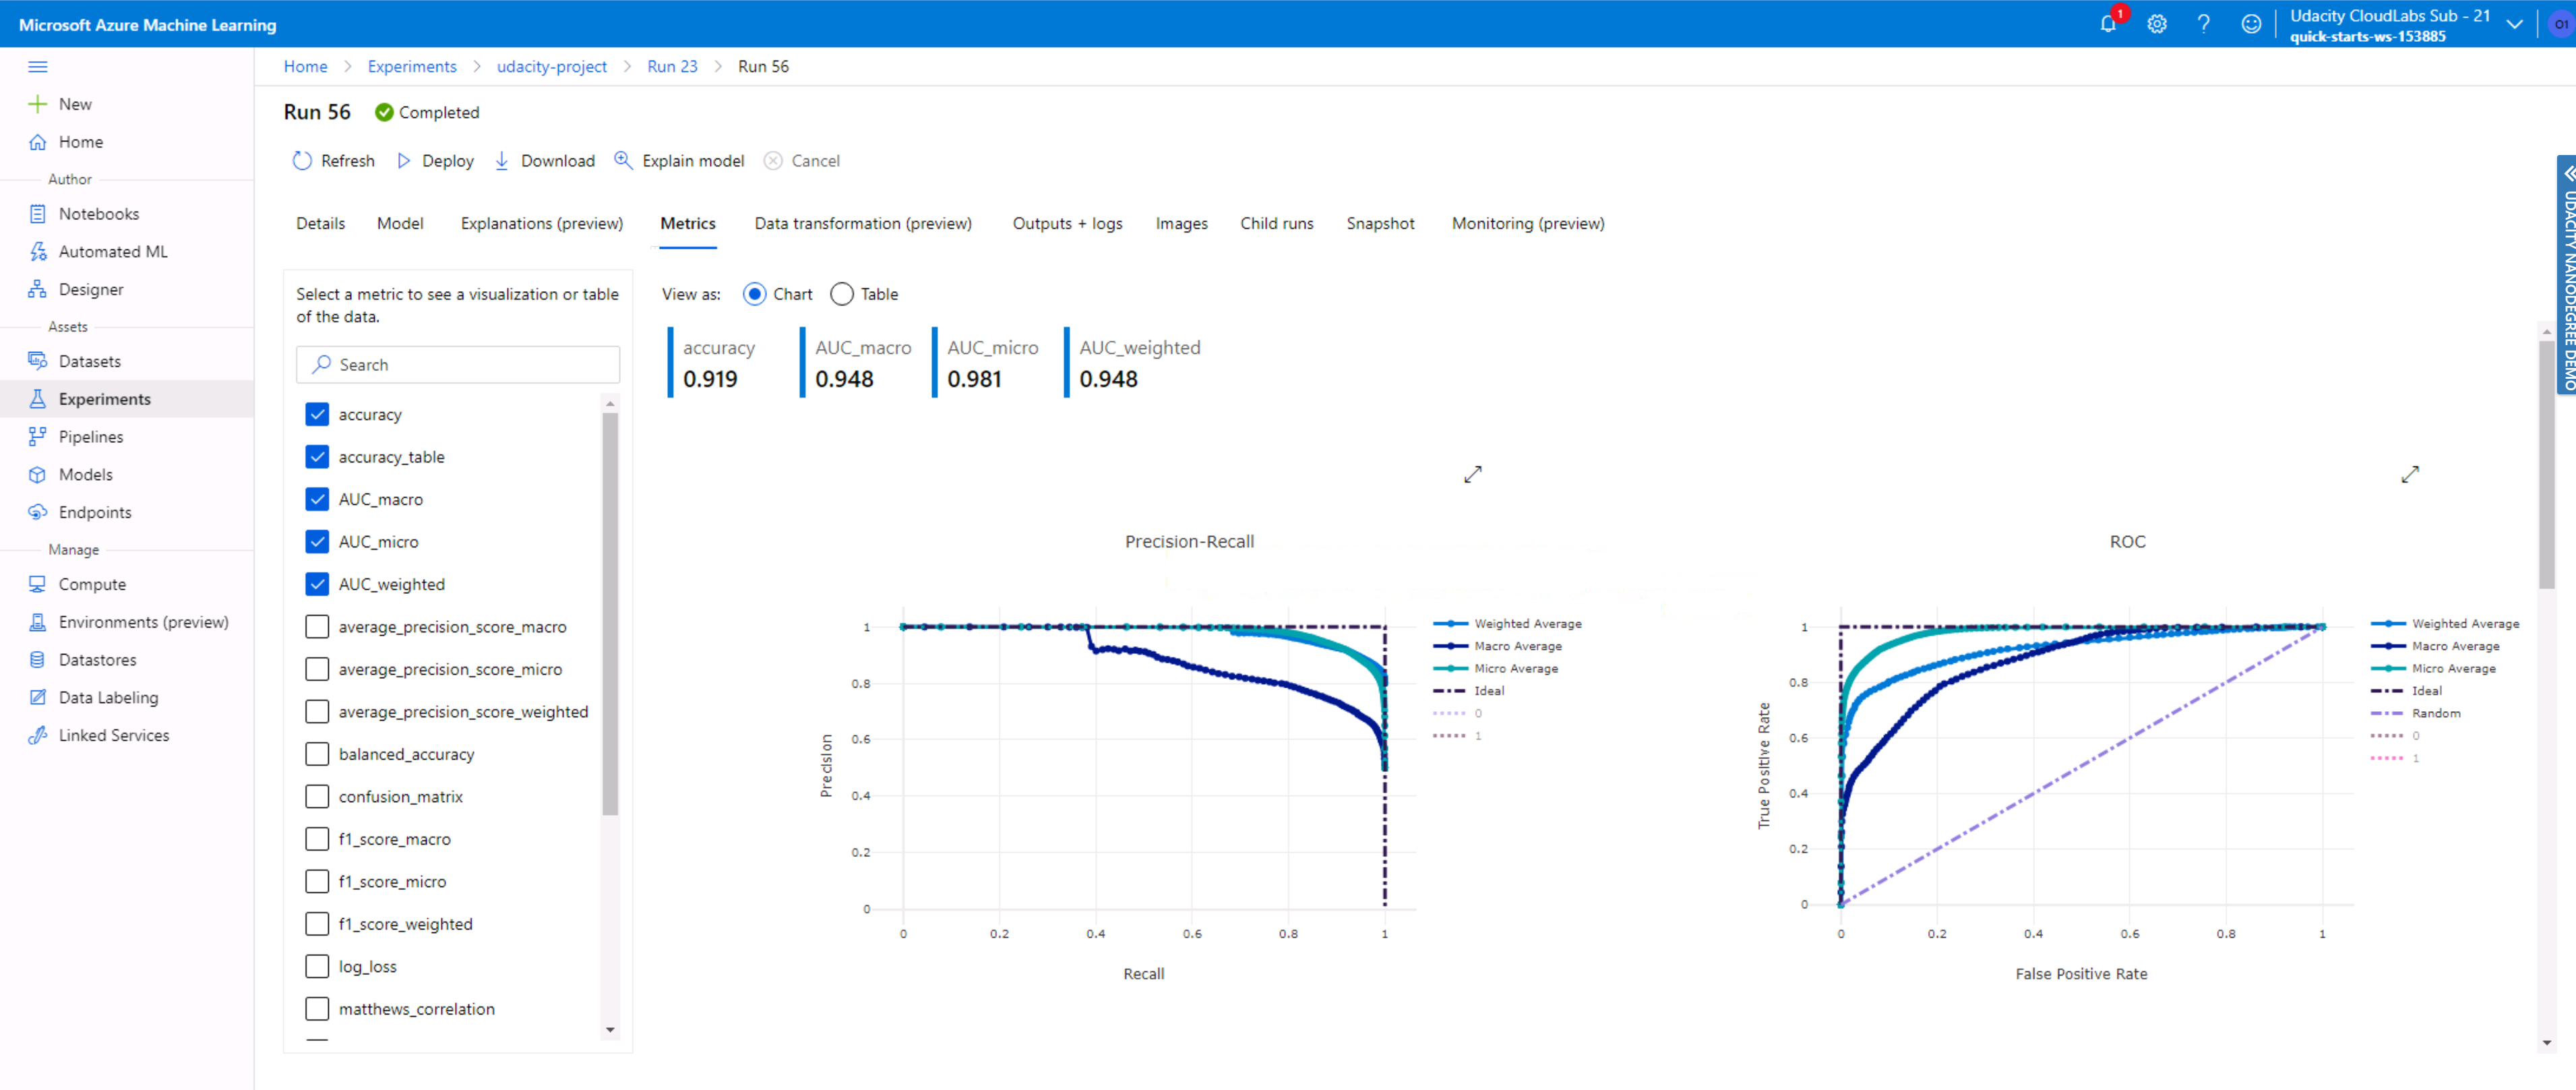 Microsoft Azure Machine Learning
1
Udacity CloudLabs Sub - 21
quick-starts-ws-153885
O1
Home > Experiments > udacity-project > Run 23 > Run 56
New
Home
Author
Notebooks
Automated ML
Designer
Assets
Datasets
Experiments
Pipelines
Models
Endpoints
Manage
Compute
Environments (preview)
Datastores
Data Labeling
Linked Services
Run 56 Completed
Refresh Deploy Download Explain model Cancel
Details Model Explanations (preview) Metrics Data transformation (preview) Outputs + logs Images Child runs Snapshot Monitoring (preview)
Select a metric to see a visualization or table
of the data.
Search
accuracy
accuracy_table
AUC_macro
AUC_micro
AUC_weighted
average_precision_score_macro
average_precision_score_micro
average_precision_score_weighted
balanced_accuracy
confusion_matrix
f1_score_macro
f1_score_micro
f1_score_weighted
log_loss
matthews_correlation
View as: Chart Table
accuracy AUC_macro AUC_micro AUC_weighted
0.919 0.948 0.981 0.948
Precision-Recall
1
0.8
0.6
0.4
0.2
0
Precision
0 0.2 0.4 0.6 0.8 1
Recall
Weighted Average
Macro Average
Micro Average
Ideal
0
1
ROC
1
0.8
0.6
0.4
0.2
0
True Positive Rate
0 0.2 0.4 0.6 0.8 1
False Positive Rate
Weighted Average
Macro Average
Micro Average
Ideal
Random
0
1
UDACITY NANODEGREE DEMO